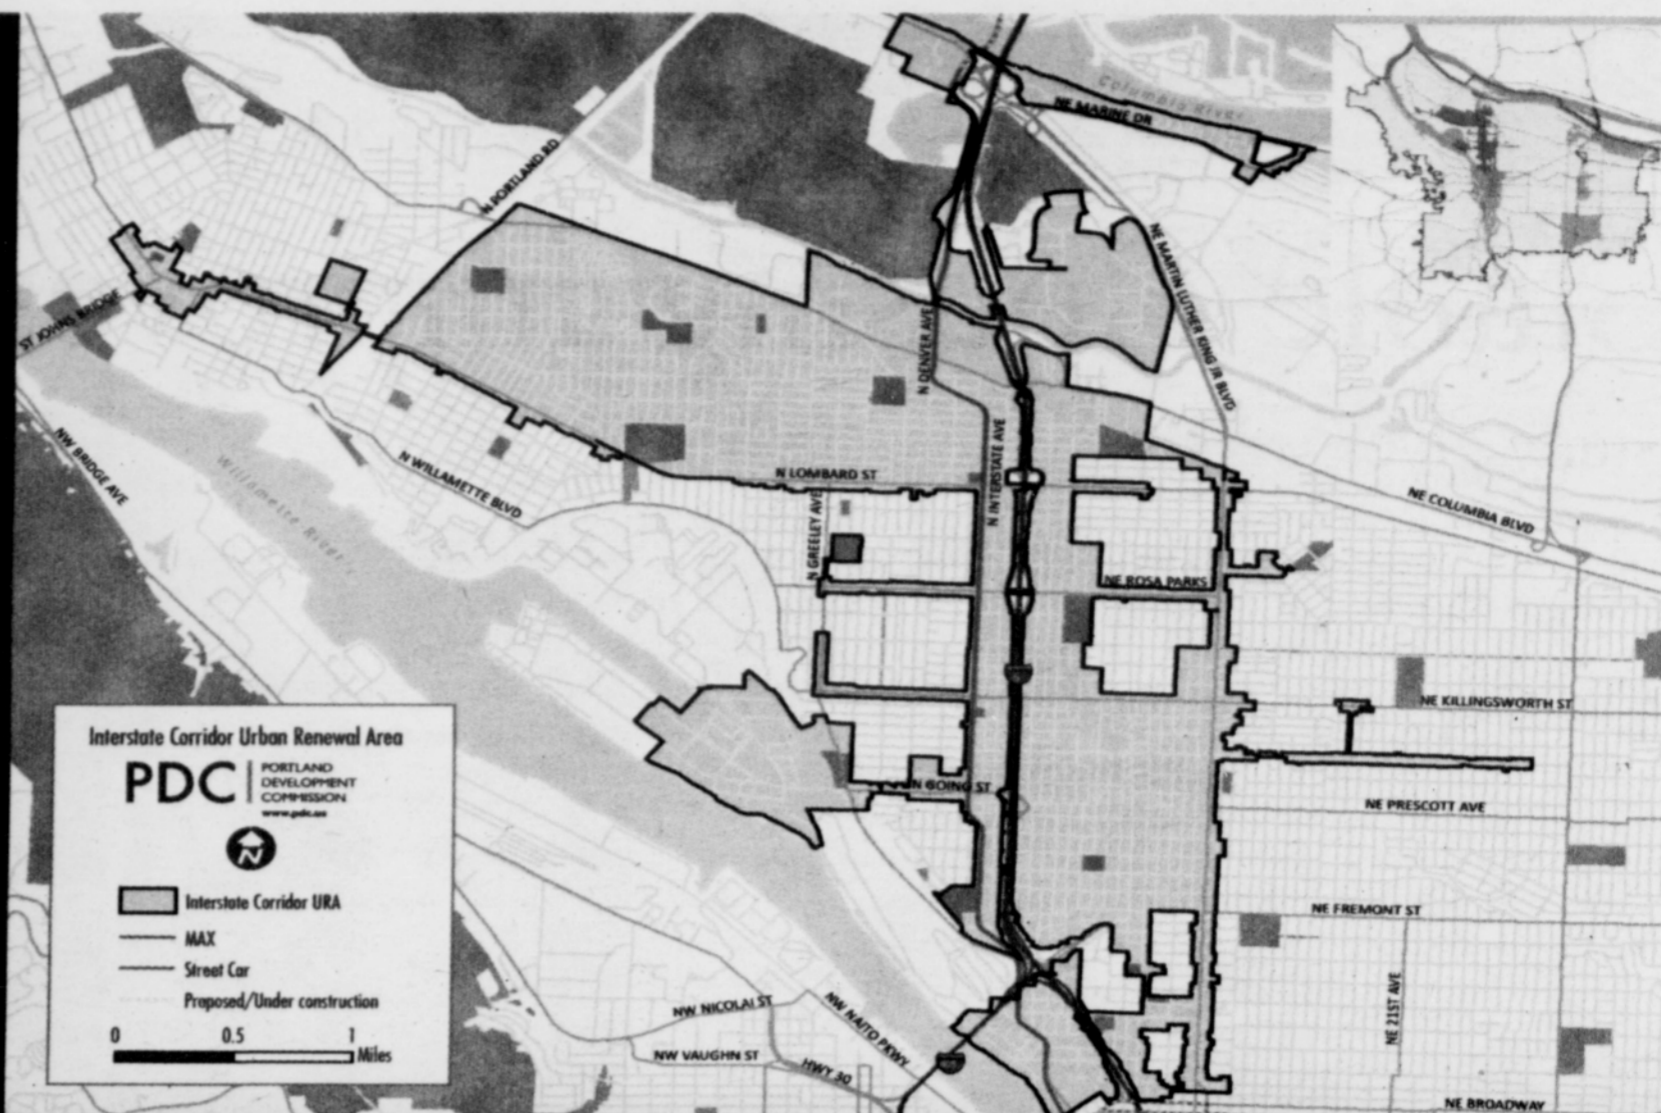 Columbia River
NE MARINE DR
N PORTLAND RD
NE MARTIN LUTHER KING JR BLVD
ST JOHNS BRIDGE
N DENVER AVE
NW BRIDGE AVE
Willamette River
N WILLAMETTE BLVD
N LOMBARD ST
N INTERSTATE AVE
N GREELEY AVE
NE COLUMBIA BLVD
NE ROSA PARKS
NE KILLINGSWORTH ST
N GOING ST
NE PRESCOTT AVE
NE FREMONT ST
NE 21ST AVE
NW NICOLAI ST
NW NAITO PKWY
NW VAUGHN ST
HWY 30
NE BROADWAY
Interstate Corridor Urban Renewal Area
PDC
PORTLAND
DEVELOPMENT
COMMISSION
www.pdc.us
N
Interstate Corridor URA
MAX
Street Car
Proposed/Under construction
0 0.5 1
Miles